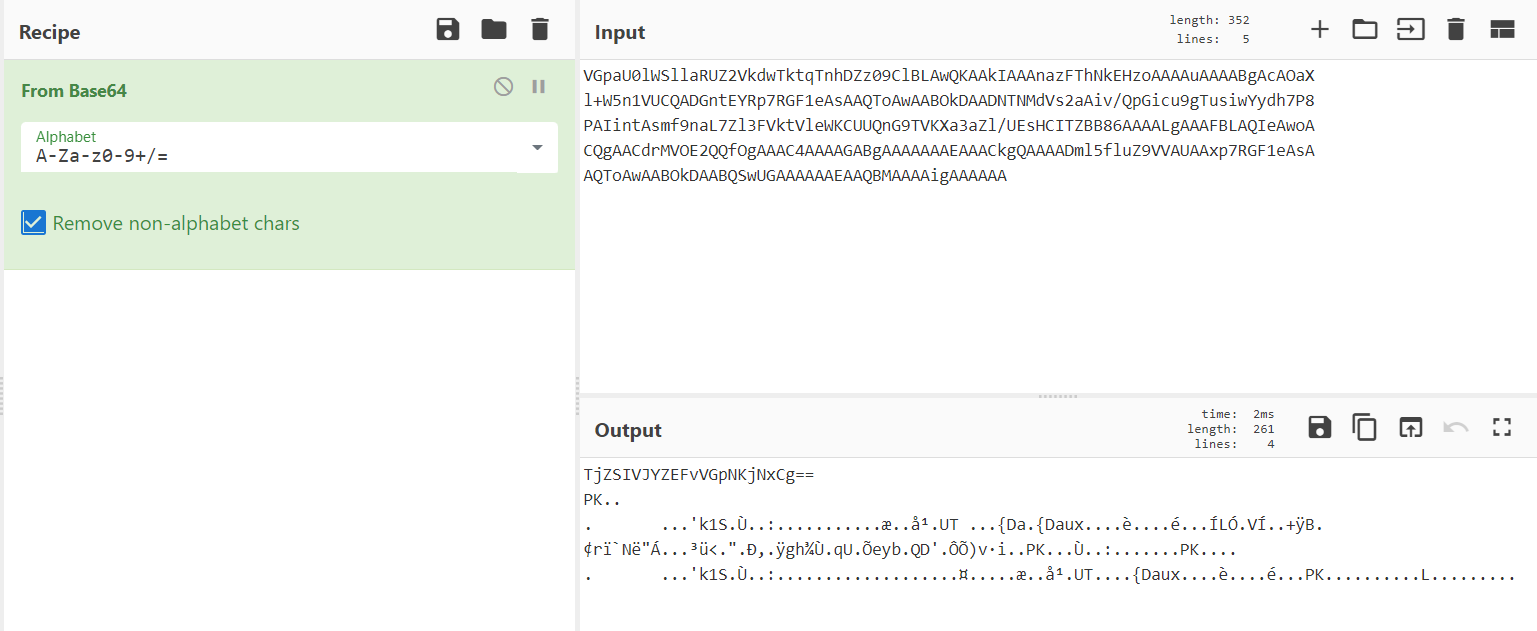 Recipe
From Base64
Alphabet
A-Za-z0-9+/=
Remove non-alphabet chars
Input
length: 352
lines: 5
VGpaU0lWSllaRUZ2VkdwTktqTnhDZz09ClBLAwQKAAkIAAAnazFThNkEHzoAAAAuAAAABgAcAOaX
l+W5n1VUCQADGntEYRp7RGF1eAsAAQToAwAABOkDAADNTNMdVs2aAiv/QpGicu9gTusiwYydh7P8
PAIintAsmf9naL7Zl3FVktVleWKCUUQnG9TVKXa3aZl/UEsHCITZBB86AAAALgAAAFBLAQIeAwoA
CQgAACdrMVOE2QQfOgAAAC4AAAAGABgAAAAAAAEAAACkgQAAAADml5fluZ9VVAUAAxp7RGF1eAsA
AQToAwAABOkDAABQSwUGAAAAAAEAAQBMAAAAigAAAAAA
Output
time: 2ms
length: 261
lines: 4
TjZSIVJYZEFvVGpNKjNxCg==
PK..
. ...'k1S.Ù..:...........æ..å¹.UT ...{Da.{Daux....è....é...ÍLÓ.VÍ..+ÿB.
¢rï`Në"Á...³ü<.".Ð,.ÿgh¾Ù.qU.Õeyb.QD'.ÔÕ)v·i..PK...Ù..:.......PK....
. ...'k1S.Ù..:...................¤.....æ..å¹.UT....{Daux....è....é...PK..........L.........